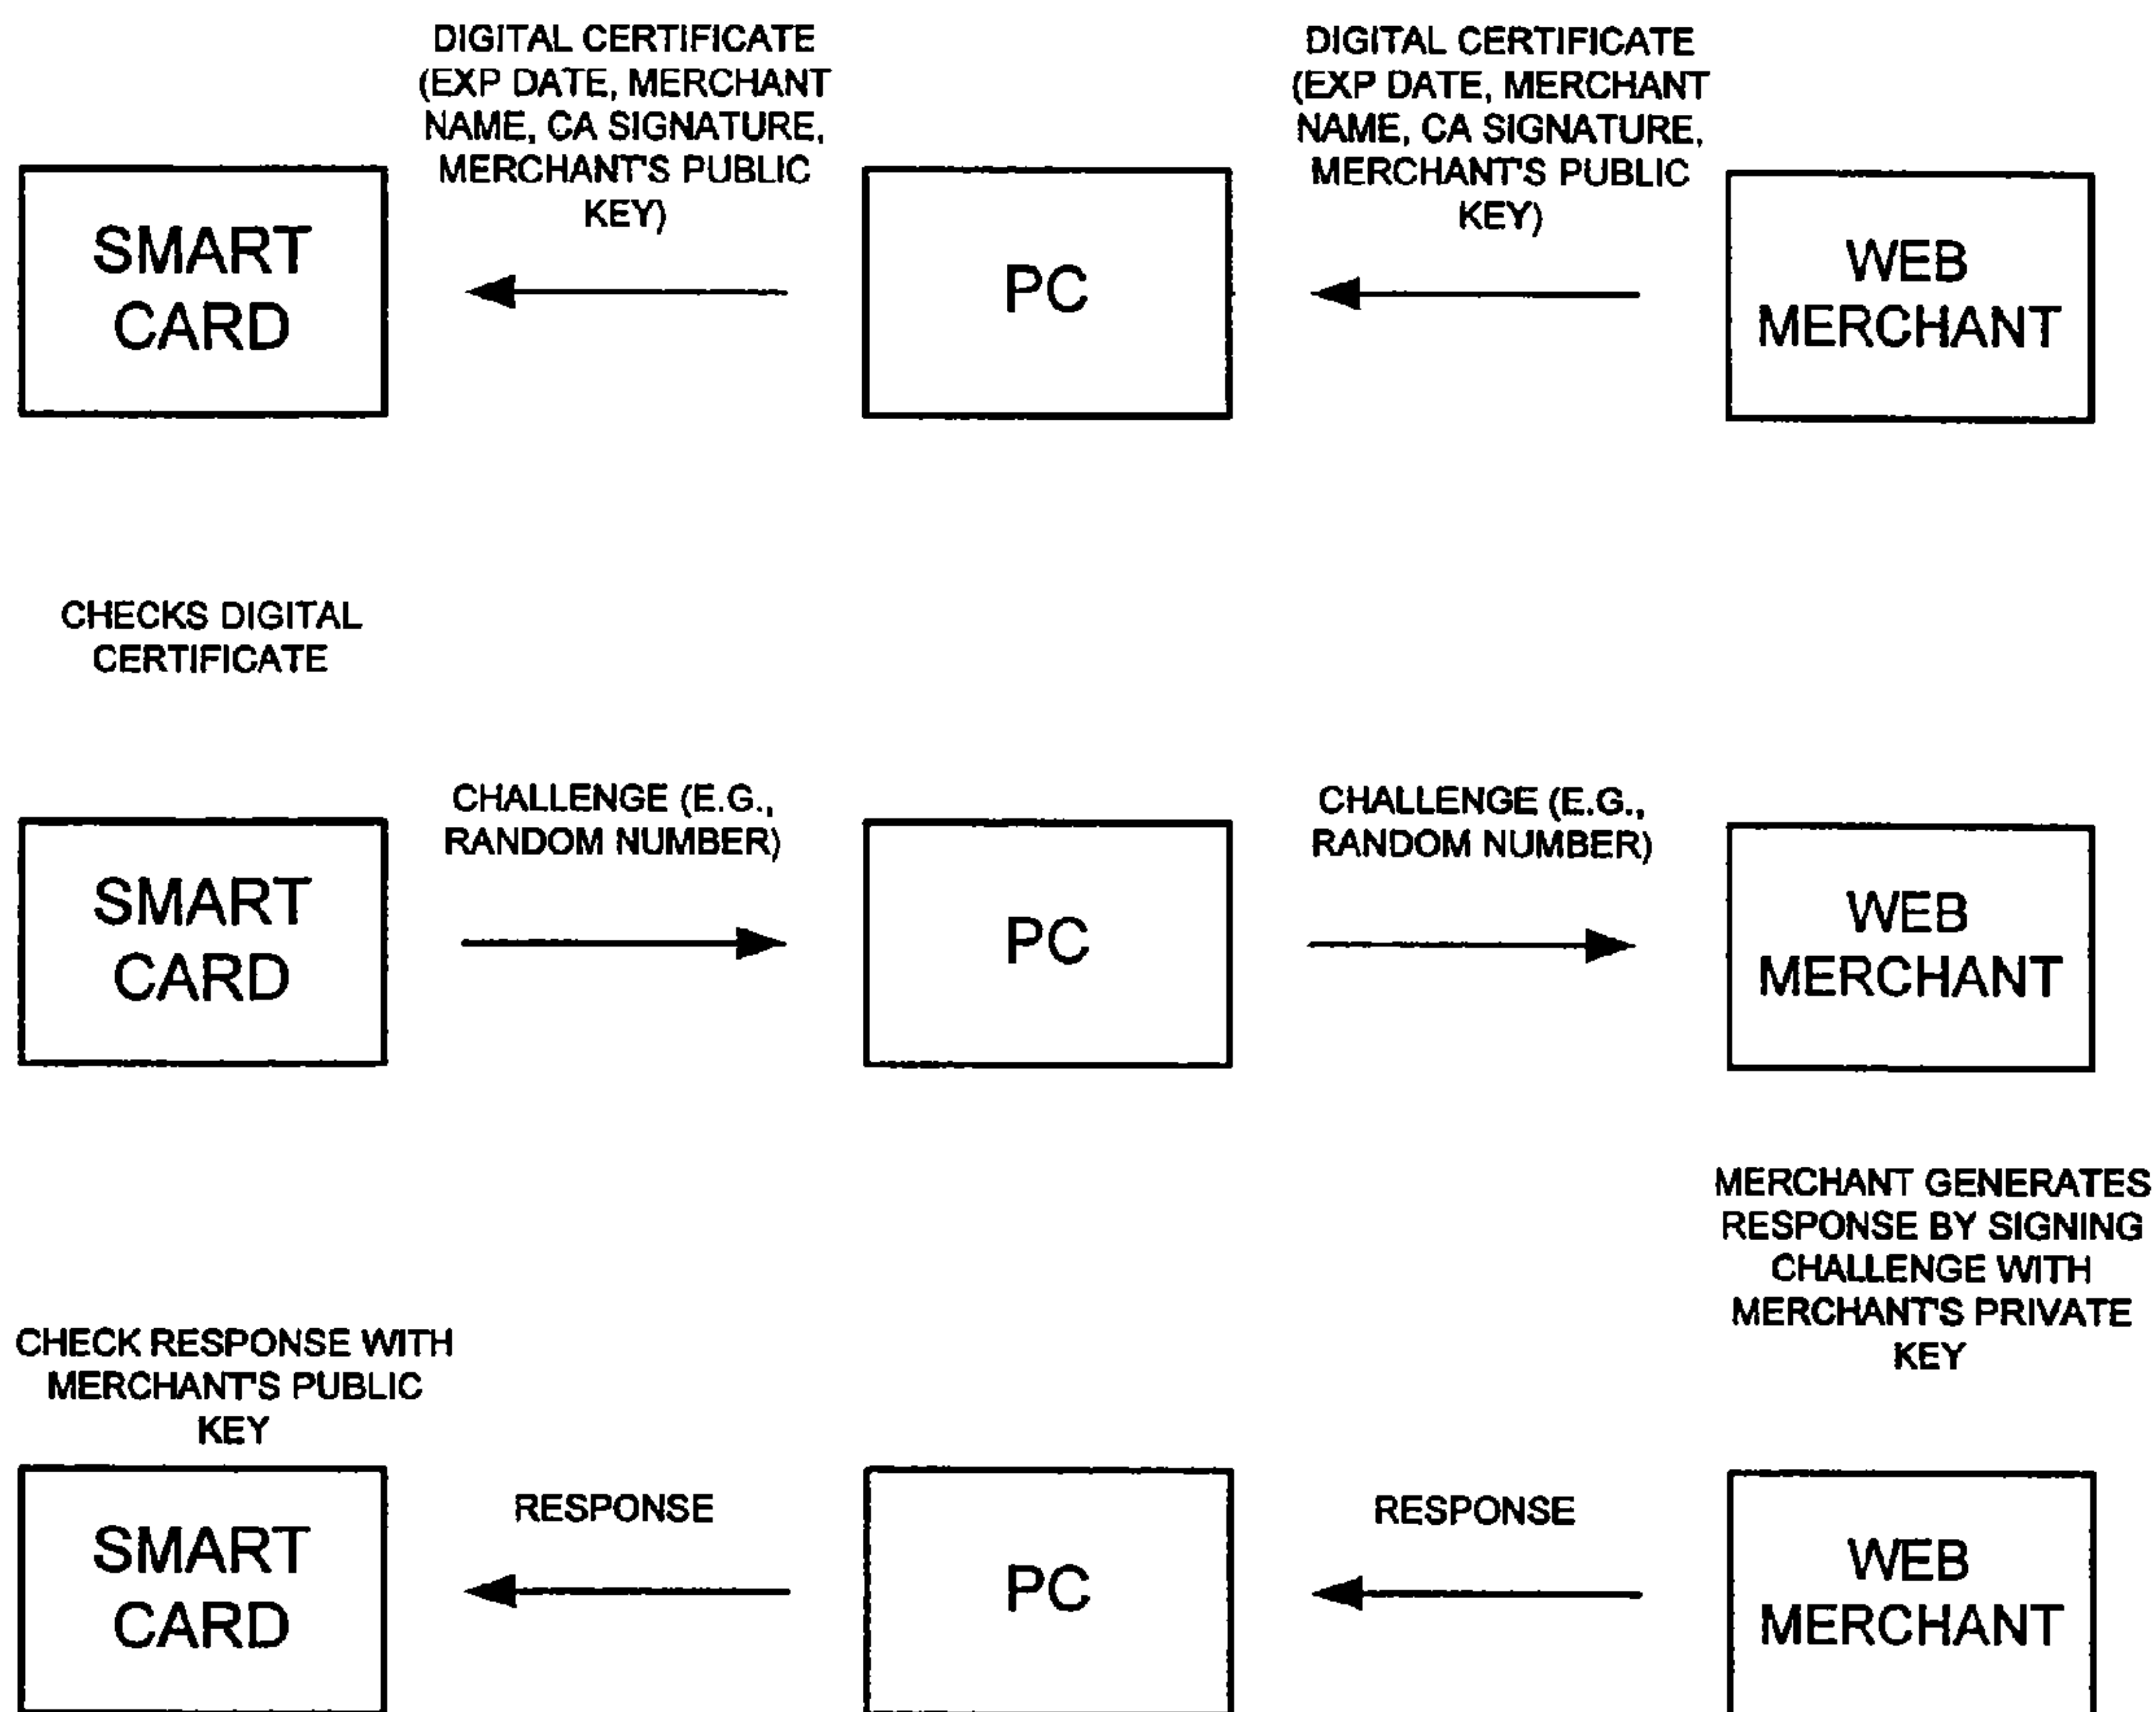 DIGITAL CERTIFICATE
(EXP DATE, MERCHANT
NAME, CA SIGNATURE,
MERCHANT'S PUBLIC
KEY)
DIGITAL CERTIFICATE
(EXP DATE, MERCHANT
NAME, CA SIGNATURE,
MERCHANT'S PUBLIC
KEY)
SMART
CARD
PC
WEB
MERCHANT
CHECKS DIGITAL
CERTIFICATE
CHALLENGE (E.G.,
RANDOM NUMBER)
CHALLENGE (E.G.,
RANDOM NUMBER)
SMART
CARD
PC
WEB
MERCHANT
MERCHANT GENERATES
RESPONSE BY SIGNING
CHALLENGE WITH
MERCHANT'S PRIVATE
KEY
CHECK RESPONSE WITH
MERCHANT'S PUBLIC
KEY
SMART
CARD
RESPONSE
PC
RESPONSE
WEB
MERCHANT